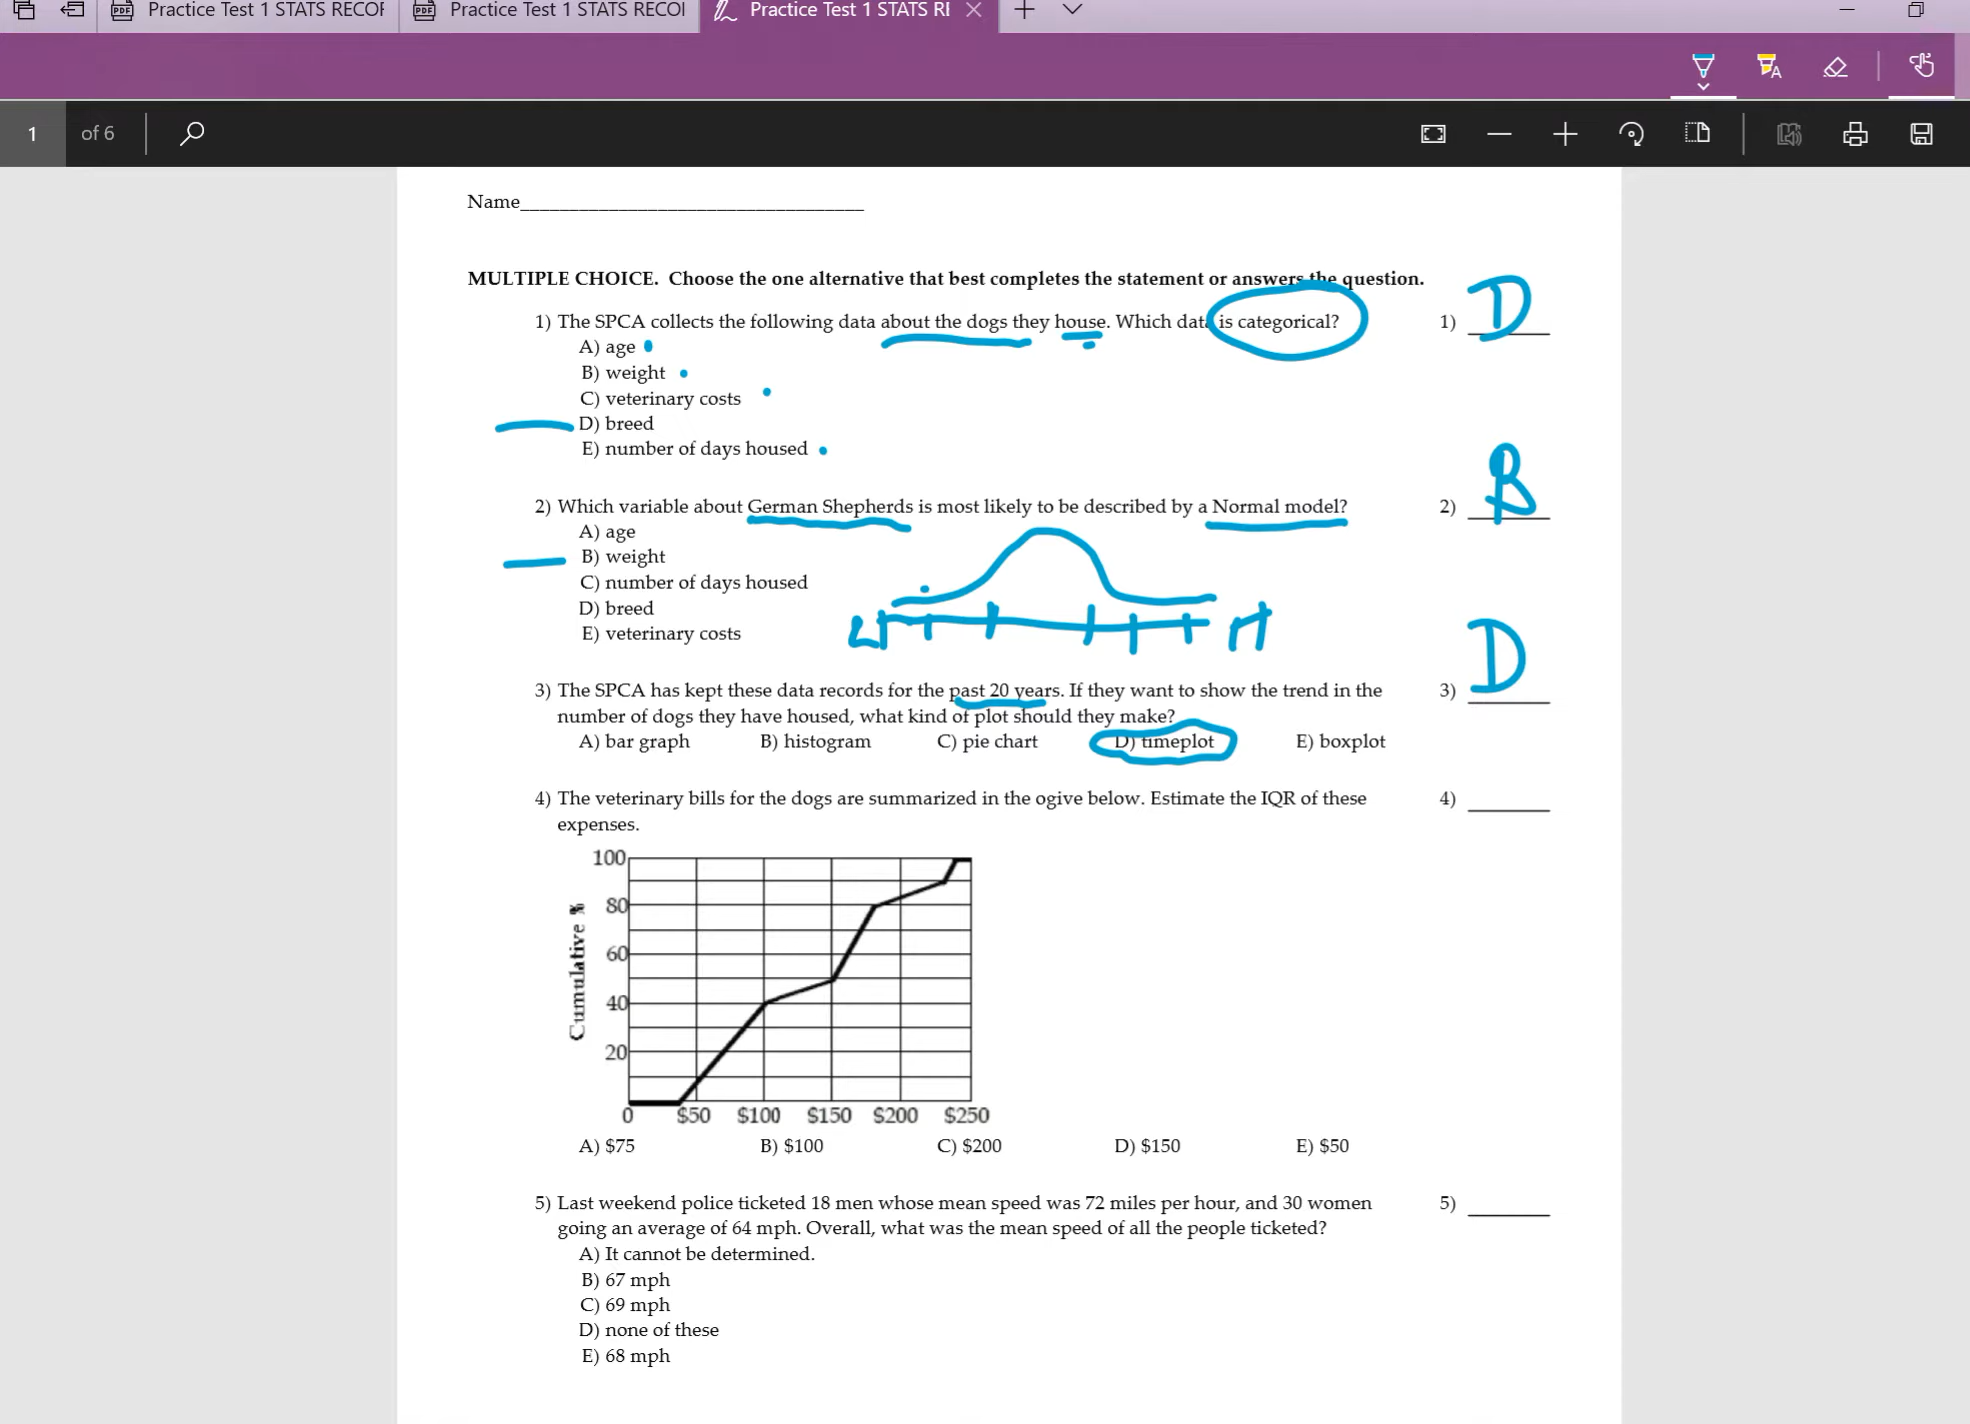 Practice Test 1 STATS RECOF
Practice Test 1 STATS RECOI
Practice Test 1 STATS RI
1 of 6
Name
MULTIPLE CHOICE. Choose the one alternative that best completes the statement or answers the question.
1) The SPCA collects the following data about the dogs they house. Which data is categorical?
1) D
A) age
B) weight
C) veterinary costs
D) breed
E) number of days housed
2) Which variable about German Shepherds is most likely to be described by a Normal model?
2) B
A) age
B) weight
C) number of days housed
D) breed
E) veterinary costs
3) The SPCA has kept these data records for the past 20 years. If they want to show the trend in the
3) D
number of dogs they have housed, what kind of plot should they make?
A) bar graph B) histogram C) pie chart D) timeplot E) boxplot
4) The veterinary bills for the dogs are summarized in the ogive below. Estimate the IQR of these
4)
expenses.
100
80
60
40
20
Cumulative %
0 $50 $100 $150 $200 $250
A) $75 B) $100 C) $200 D) $150 E) $50
5) Last weekend police ticketed 18 men whose mean speed was 72 miles per hour, and 30 women
5)
going an average of 64 mph. Overall, what was the mean speed of all the people ticketed?
A) It cannot be determined.
B) 67 mph
C) 69 mph
D) none of these
E) 68 mph